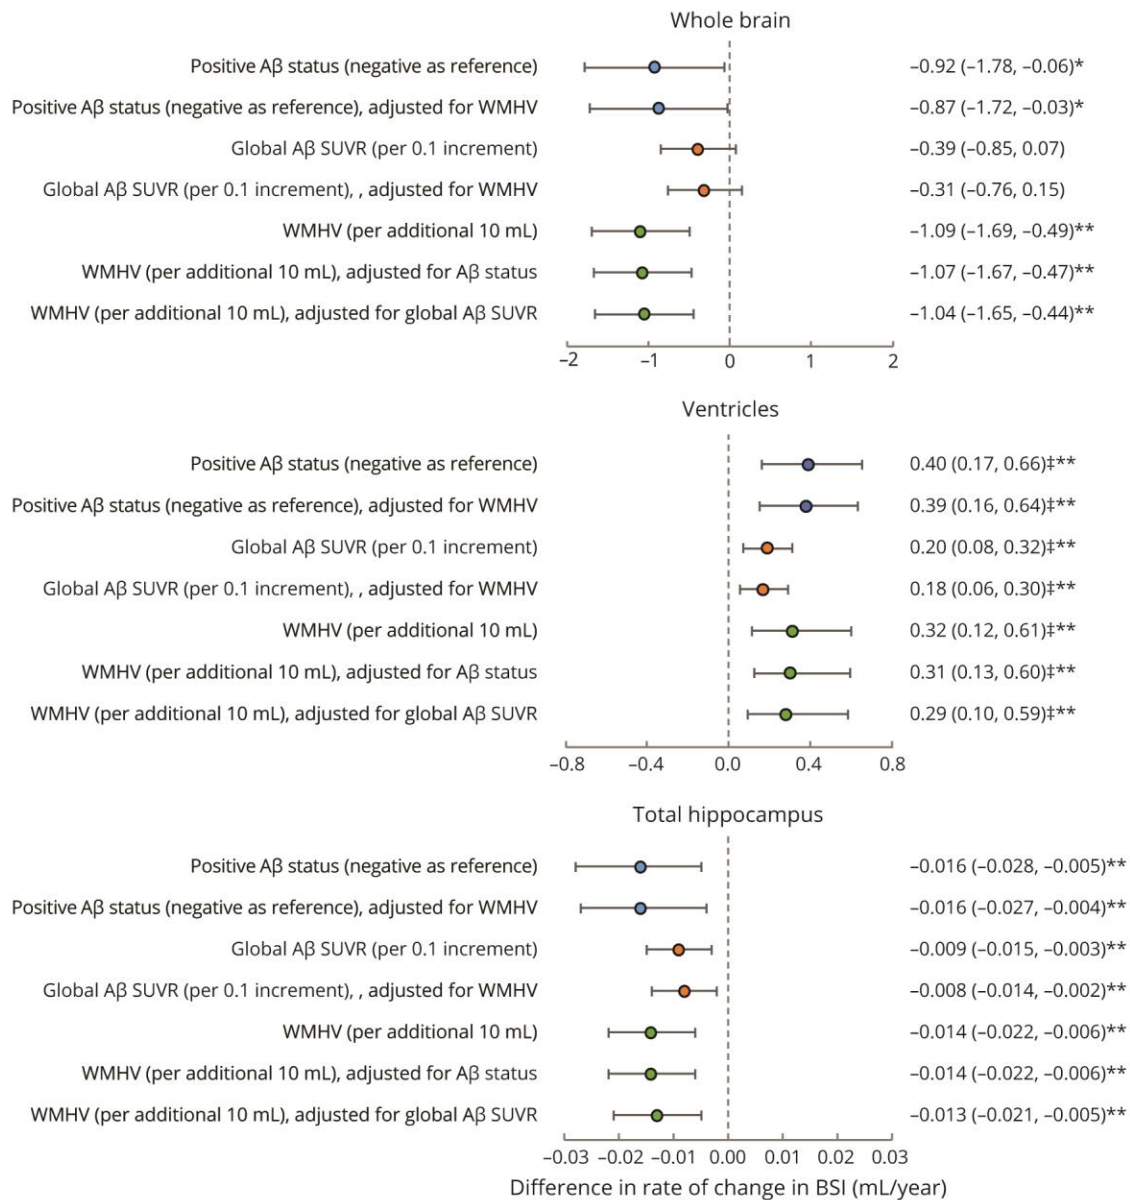 Whole brain
Positive Aβ status (negative as reference) –0.92 (–1.78, –0.06)*
Positive Aβ status (negative as reference), adjusted for WMHV –0.87 (–1.72, –0.03)*
Global Aβ SUVR (per 0.1 increment) –0.39 (–0.85, 0.07)
Global Aβ SUVR (per 0.1 increment), , adjusted for WMHV –0.31 (–0.76, 0.15)
WMHV (per additional 10 mL) –1.09 (–1.69, –0.49)**
WMHV (per additional 10 mL), adjusted for Aβ status –1.07 (–1.67, –0.47)**
WMHV (per additional 10 mL), adjusted for global Aβ SUVR –1.04 (–1.65, –0.44)**
–2 –1 0 1 2
Ventricles
Positive Aβ status (negative as reference) 0.40 (0.17, 0.66)‡**
Positive Aβ status (negative as reference), adjusted for WMHV 0.39 (0.16, 0.64)‡**
Global Aβ SUVR (per 0.1 increment) 0.20 (0.08, 0.32)‡**
Global Aβ SUVR (per 0.1 increment), , adjusted for WMHV 0.18 (0.06, 0.30)‡**
WMHV (per additional 10 mL) 0.32 (0.12, 0.61)‡**
WMHV (per additional 10 mL), adjusted for Aβ status 0.31 (0.13, 0.60)‡**
WMHV (per additional 10 mL), adjusted for global Aβ SUVR 0.29 (0.10, 0.59)‡**
–0.8 –0.4 0.0 0.4 0.8
Total hippocampus
Positive Aβ status (negative as reference) –0.016 (–0.028, –0.005)**
Positive Aβ status (negative as reference), adjusted for WMHV –0.016 (–0.027, –0.004)**
Global Aβ SUVR (per 0.1 increment) –0.009 (–0.015, –0.003)**
Global Aβ SUVR (per 0.1 increment), , adjusted for WMHV –0.008 (–0.014, –0.002)**
WMHV (per additional 10 mL) –0.014 (–0.022, –0.006)**
WMHV (per additional 10 mL), adjusted for Aβ status –0.014 (–0.022, –0.006)**
WMHV (per additional 10 mL), adjusted for global Aβ SUVR –0.013 (–0.021, –0.005)**
–0.03 –0.02 –0.01 0.00 0.01 0.02 0.03
Difference in rate of change in BSI (mL/year)